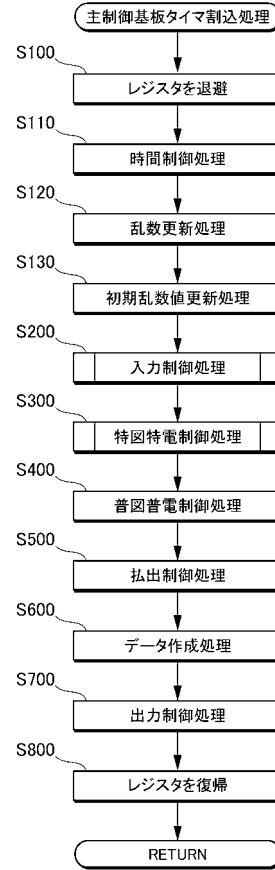 主制御基板タイマ割込処理
S100
レジスタを退避
S110
時間制御処理
S120
乱数更新処理
S130
初期乱数値更新処理
S200
入力制御処理
S300
特図特電制御処理
S400
普図普電制御処理
S500
払出制御処理
S600
データ作成処理
S700
出力制御処理
S800
レジスタを復帰
RETURN